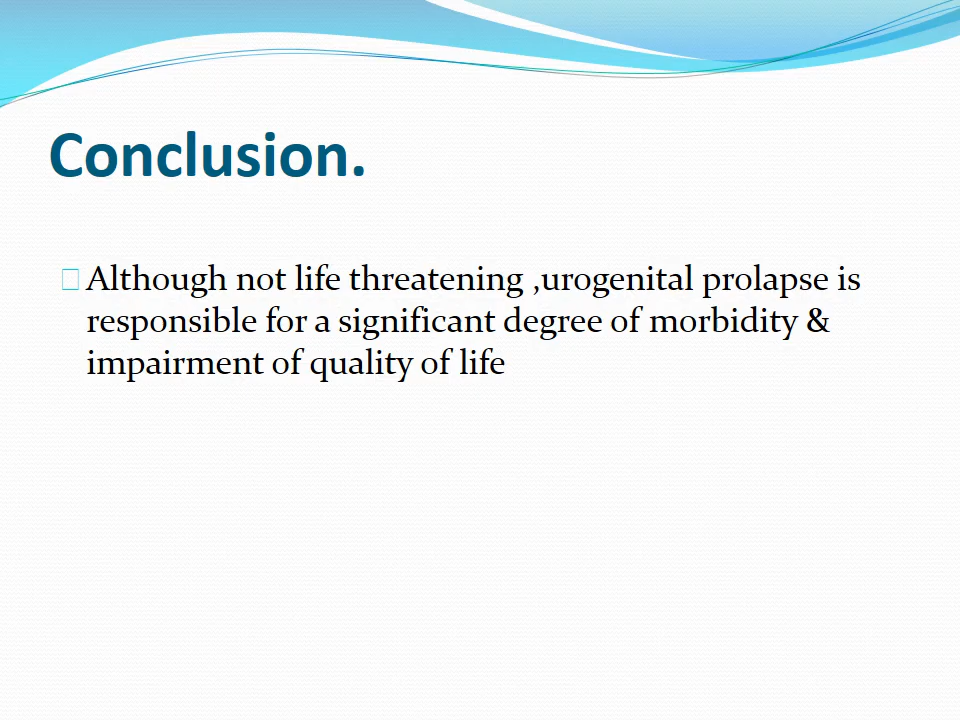 Conclusion.
Although not life threatening ,urogenital prolapse is
responsible for a significant degree of morbidity &
impairment of quality of life